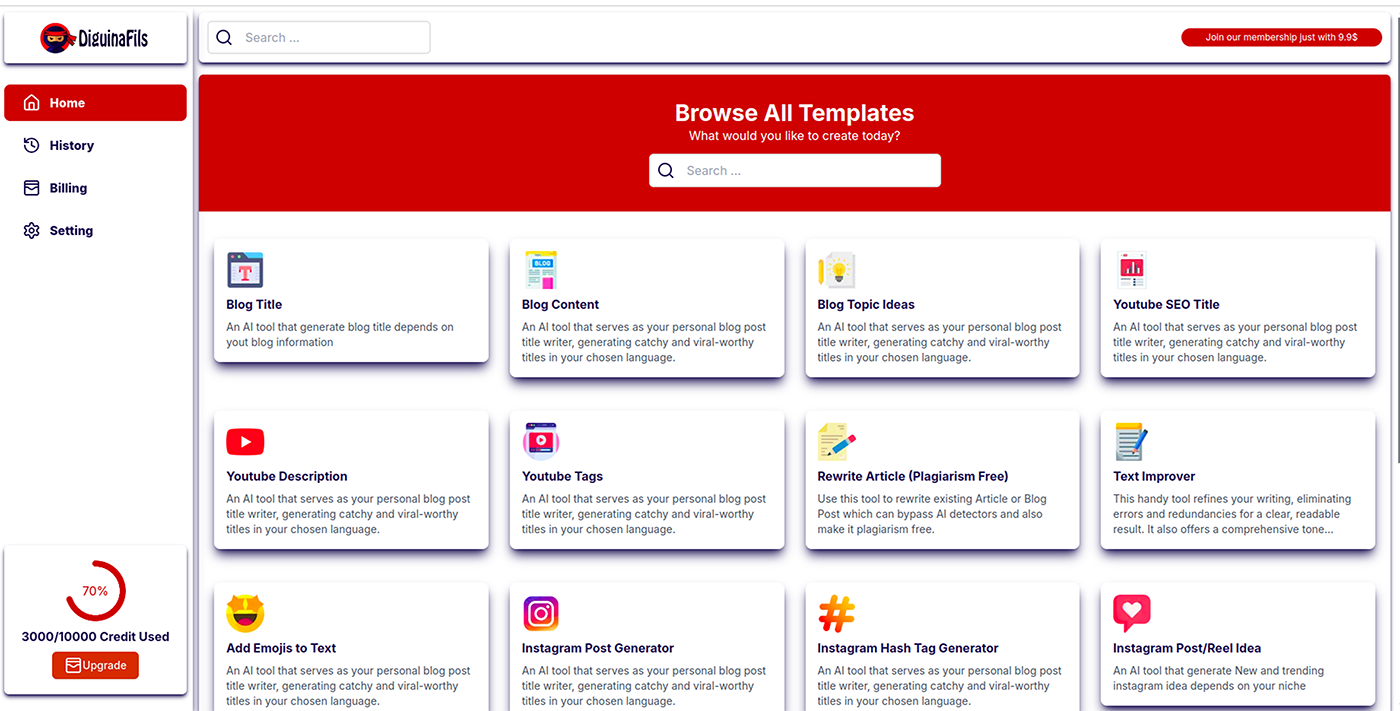 DiguinaFils
Search ...
Join our membership just with 9.9$
Home
History
Billing
Setting
70%
3000/10000 Credit Used
Upgrade
Browse All Templates
What would you like to create today?
Search ...
Blog Title
An AI tool that generate blog title depends on
yout blog information
BLOG
Blog Content
An AI tool that serves as your personal blog post
title writer, generating catchy and viral-worthy
titles in your chosen language.
Blog Topic Ideas
An AI tool that serves as your personal blog post
title writer, generating catchy and viral-worthy
titles in your chosen language.
Youtube SEO Title
An AI tool that serves as your personal blog post
title writer, generating catchy and viral-worthy
titles in your chosen language.
Youtube Description
An AI tool that serves as your personal blog post
title writer, generating catchy and viral-worthy
titles in your chosen language.
Youtube Tags
An AI tool that serves as your personal blog post
title writer, generating catchy and viral-worthy
titles in your chosen language.
Rewrite Article (Plagiarism Free)
Use this tool to rewrite existing Article or Blog
Post which can bypass AI detectors and also
make it plagiarism free.
Text Improver
This handy tool refines your writing, eliminating
errors and redundancies for a clear, readable
result. It also offers a comprehensive tone...
Add Emojis to Text
An AI tool that serves as your personal blog post
title writer, generating catchy and viral-worthy
titles in your chosen language.
Instagram Post Generator
An AI tool that serves as your personal blog post
title writer, generating catchy and viral-worthy
titles in your chosen language.
Instagram Hash Tag Generator
An AI tool that serves as your personal blog post
title writer, generating catchy and viral-worthy
titles in your chosen language.
Instagram Post/Reel Idea
An AI tool that generate New and trending
instagram idea depends on your niche